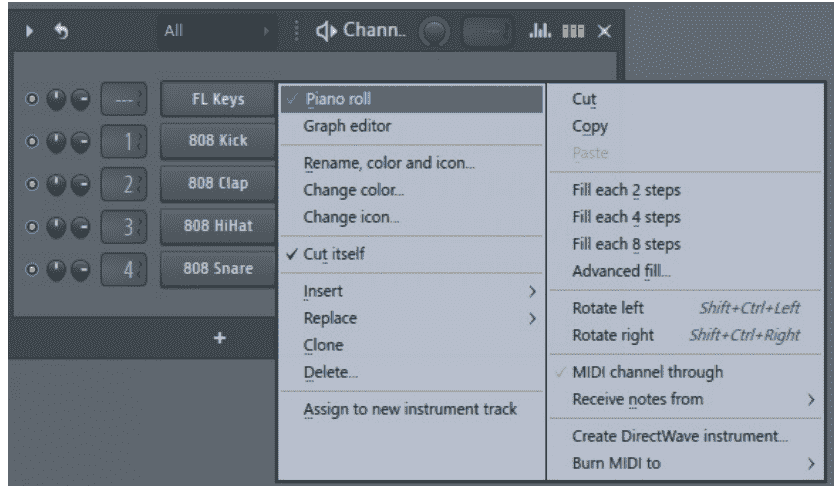 All
Chann..
---
FL Keys
1
808 Kick
2
808 Clap
3
808 HiHat
4
808 Snare
+
Piano roll
Graph editor
Rename, color and icon...
Change color...
Change icon...
Cut itself
Insert
Replace
Clone
Delete...
Assign to new instrument track
Cut
Copy
Paste
Fill each 2 steps
Fill each 4 steps
Fill each 8 steps
Advanced fill...
Rotate left Shift+Ctrl+Left
Rotate right Shift+Ctrl+Right
MIDI channel through
Receive notes from
Create DirectWave instrument...
Burn MIDI to